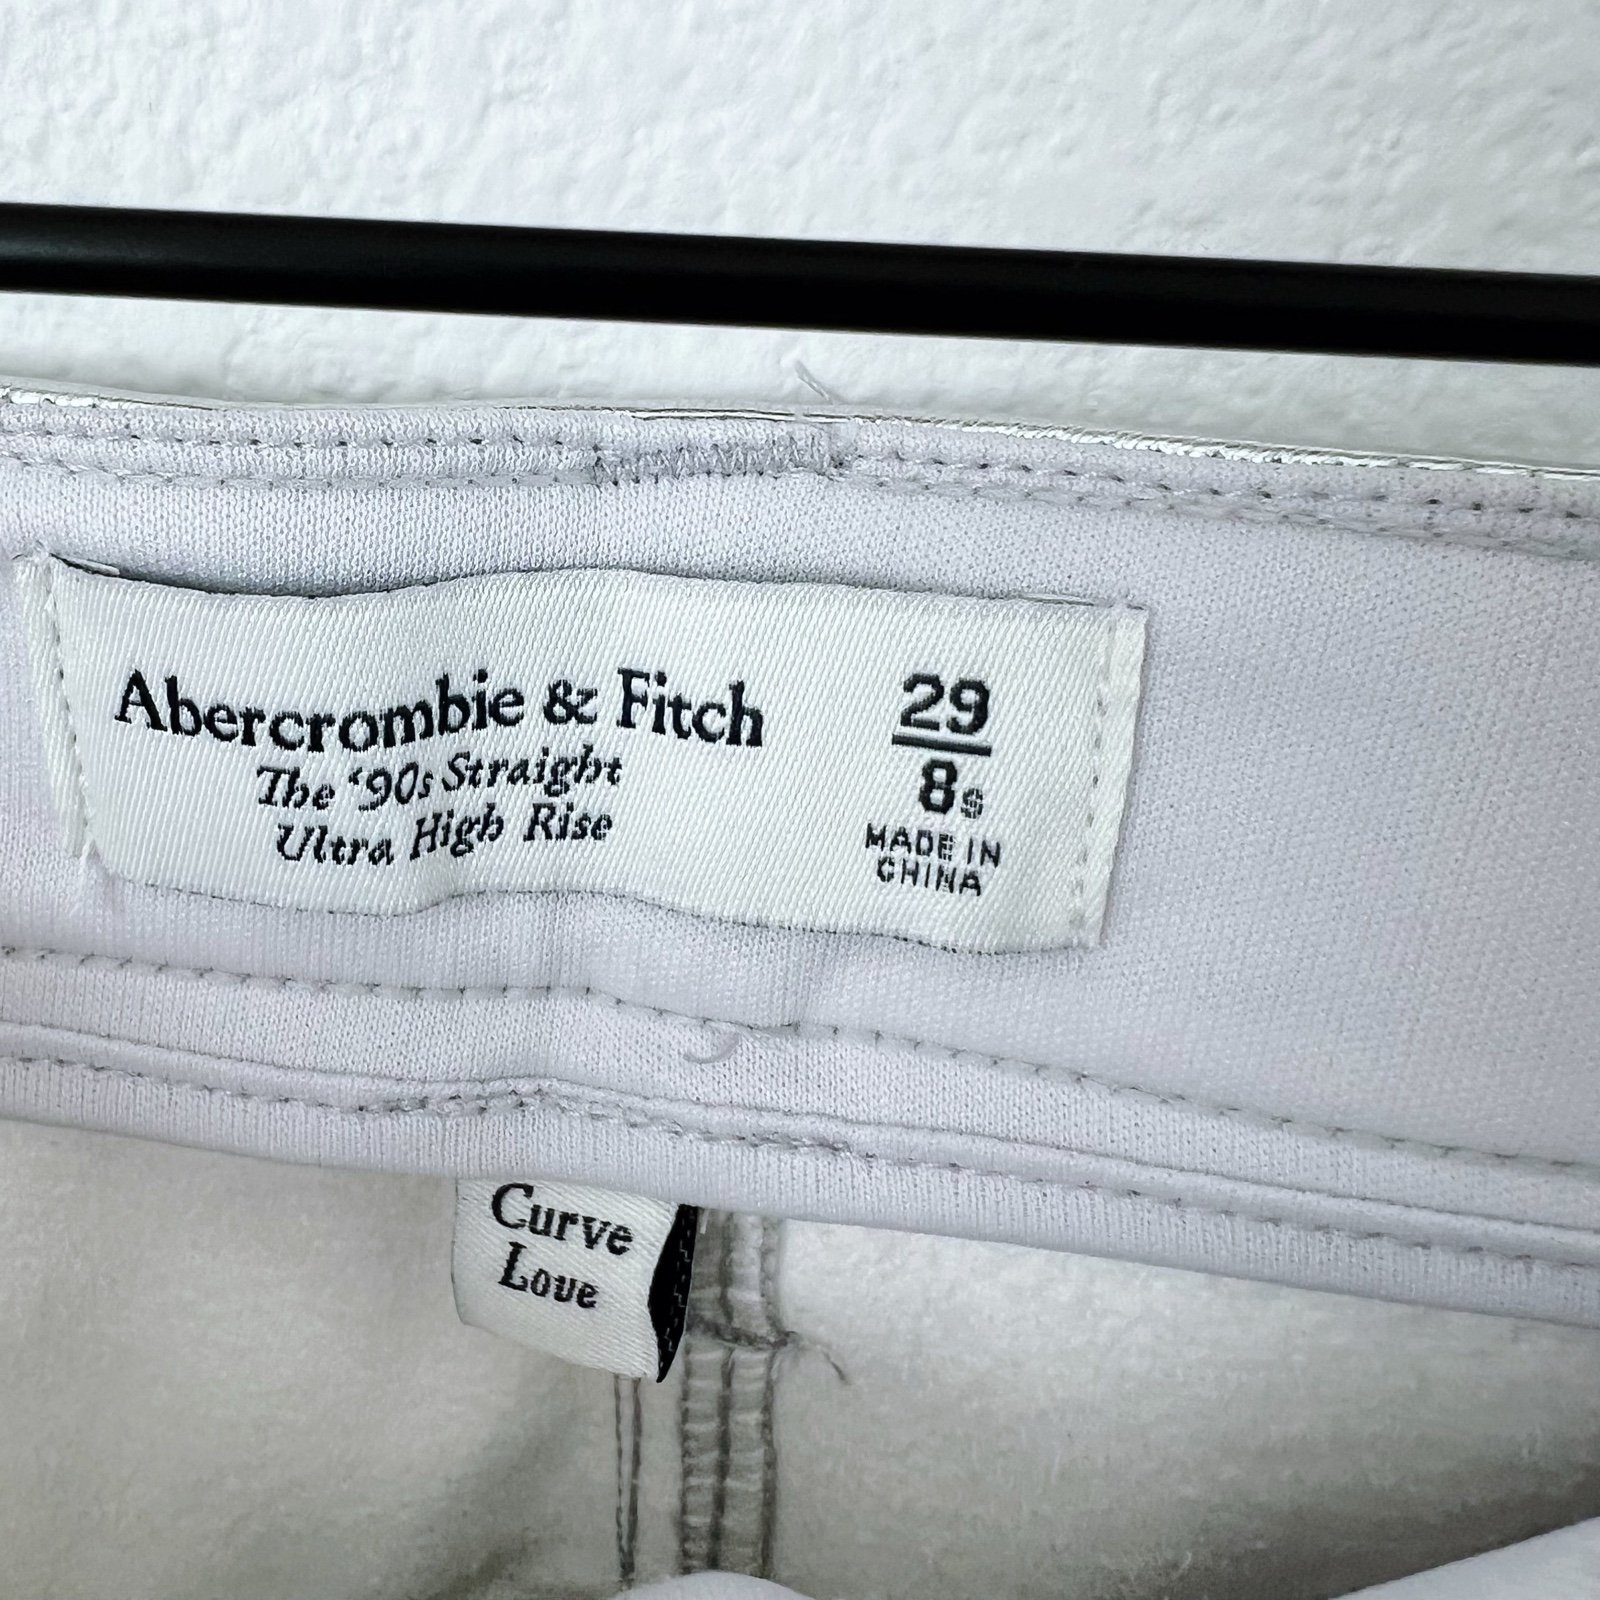 Abercrombie & Fitch
The '90s Straight
Ultra High Rise
29
8s
MADE IN
CHINA
Curve
Love